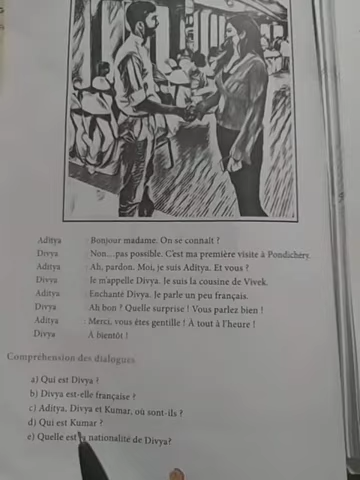 Aditya : Bonjour madame. On se connaît ?
Divya : Non...pas possible. C'est ma première visite à Pondichéry.
Aditya : Ah, pardon. Moi, je suis Aditya. Et vous ?
Divya : Je m'appelle Divya. Je suis la cousine de Vivek.
Aditya : Enchanté Divya. Je parle un peu français.
Divya : Ah bon ? Quelle surprise ! Vous parlez bien !
Aditya : Merci, vous êtes gentille ! À tout à l'heure !
Divya : À bientôt !
Compréhension des dialogues
a) Qui est Divya ?
b) Divya est-elle française ?
c) Aditya, Divya et Kumar, où sont-ils ?
d) Qui est Kumar ?
e) Quelle est nationalité de Divya?